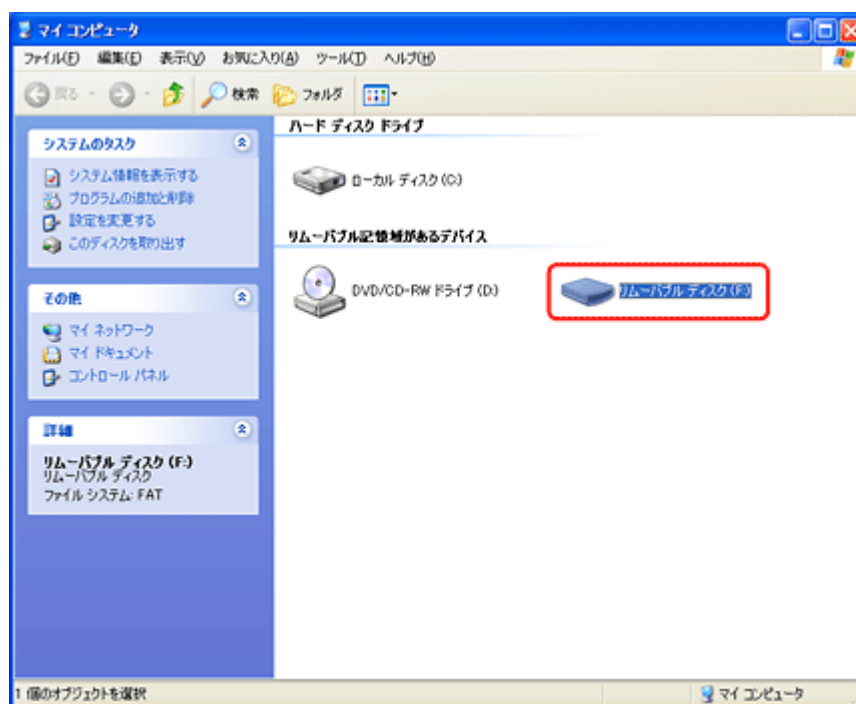 マイ コンピュータ
ファイル(F) 編集(E) 表示(V) お気に入り(A) ツール(T) ヘルプ(H)
戻る 検索 フォルダ
システムのタスク
システム情報を表示する
プログラムの追加と削除
設定を変更する
このディスクを取り出す
その他
マイ ネットワーク
マイ ドキュメント
コントロール パネル
詳細
リムーバブル ディスク (F:)
リムーバブル ディスク
ファイル システム: FAT
ハード ディスク ドライブ
ローカル ディスク (C:)
リムーバブル記憶域があるデバイス
DVD/CD-RW ドライブ (D:)
リムーバブル ディスク (F:)
1 個のオブジェクトを選択
マイ コンピュータ